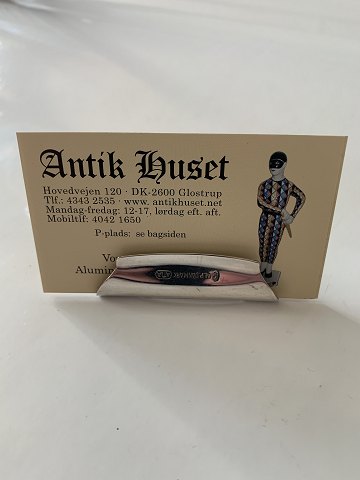 Antik Huset
Hovedvejen 120 · DK-2600 Glostrup
Tlf.: 4343 2535 · www. antikhuset.net
Mandag-fredag: 12-17, lørdag eft. aft.
Mobiltlf: 4042 1650
P-plads: se bagsiden
DENMARK